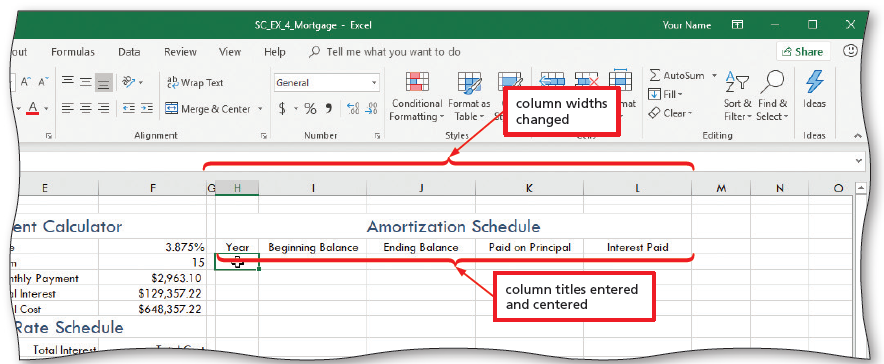 SC_EX_4_Mortgage - Excel
Your Name
out Formulas Data Review View Help Tell me what you want to do Share
Wrap Text
General
Merge & Center
$ % 9
Conditional Formatting
Format as Table
AutoSum
Fill
Clear
Sort & Filter
Find & Select
Ideas
Alignment Number Styles Editing Ideas
column widths
changed
E F G H I J K L M N O
ent Calculator Amortization Schedule
3.875% Year Beginning Balance Ending Balance Paid on Principal Interest Paid
15
nthly Payment $2,963.10
al Interest $129,357.22
l Cost $648,357.22
column titles entered
and centered
Rate Schedule
Total Interest